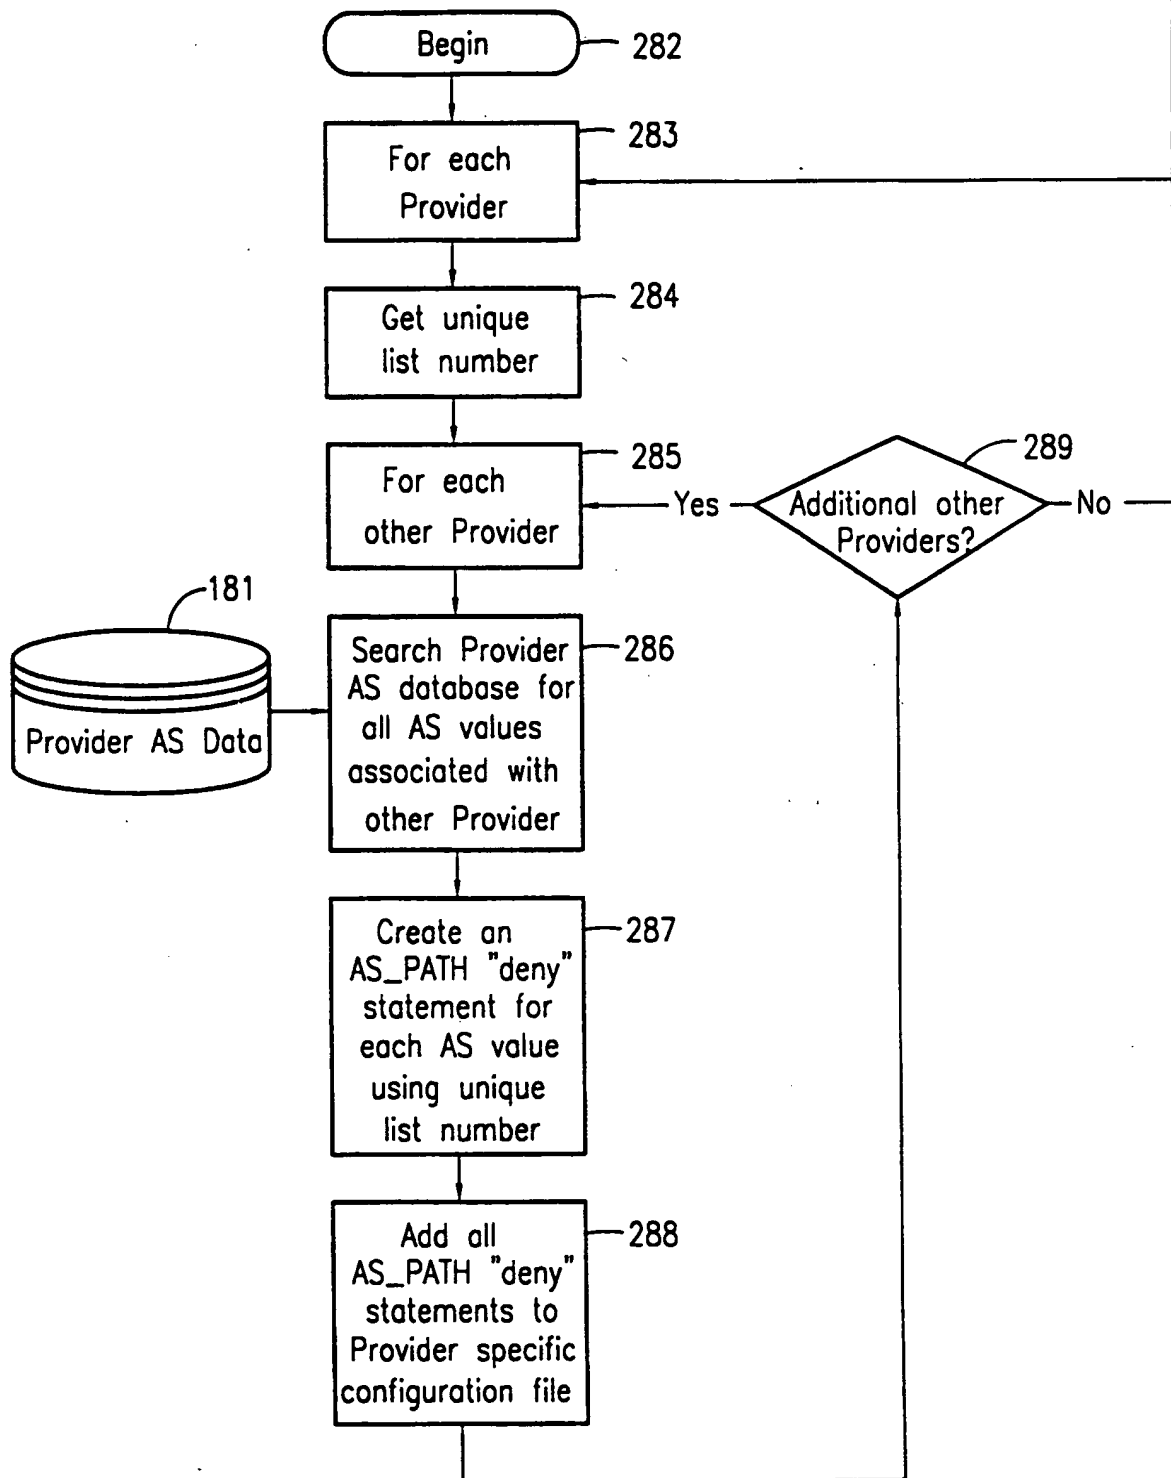 Begin
282
For each
Provider
283
Get unique
list number
284
For each
other Provider
285
Yes
Additional other
Providers?
289
No
181
Provider AS Data
Search Provider
AS database for
all AS values
associated with
other Provider
286
Create an
AS_PATH "deny"
statement for
each AS value
using unique
list number
287
Add all
AS_PATH "deny"
statements to
Provider specific
configuration file
288